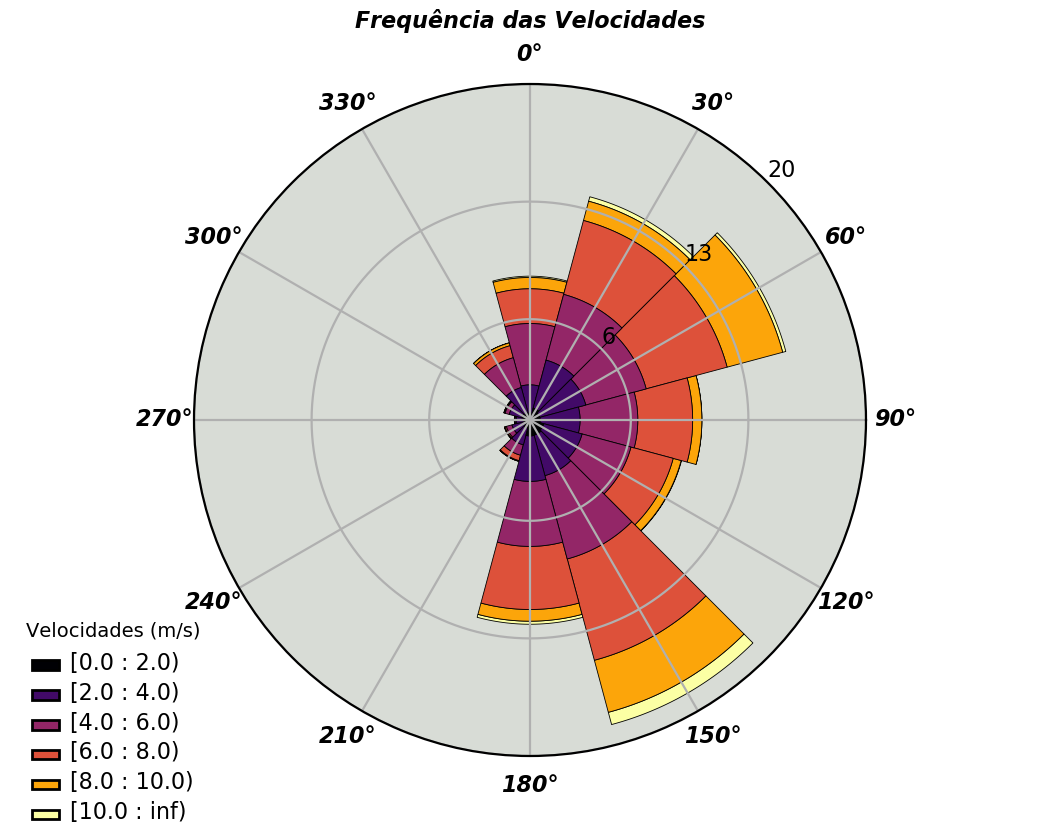 Frequência das Velocidades
0°
330°
30°
20
300°
60°
13
6
270°
90°
240°
120°
210°
150°
180°
Velocidades (m/s)
[0.0 : 2.0)
[2.0 : 4.0)
[4.0 : 6.0)
[6.0 : 8.0)
[8.0 : 10.0)
[10.0 : inf)